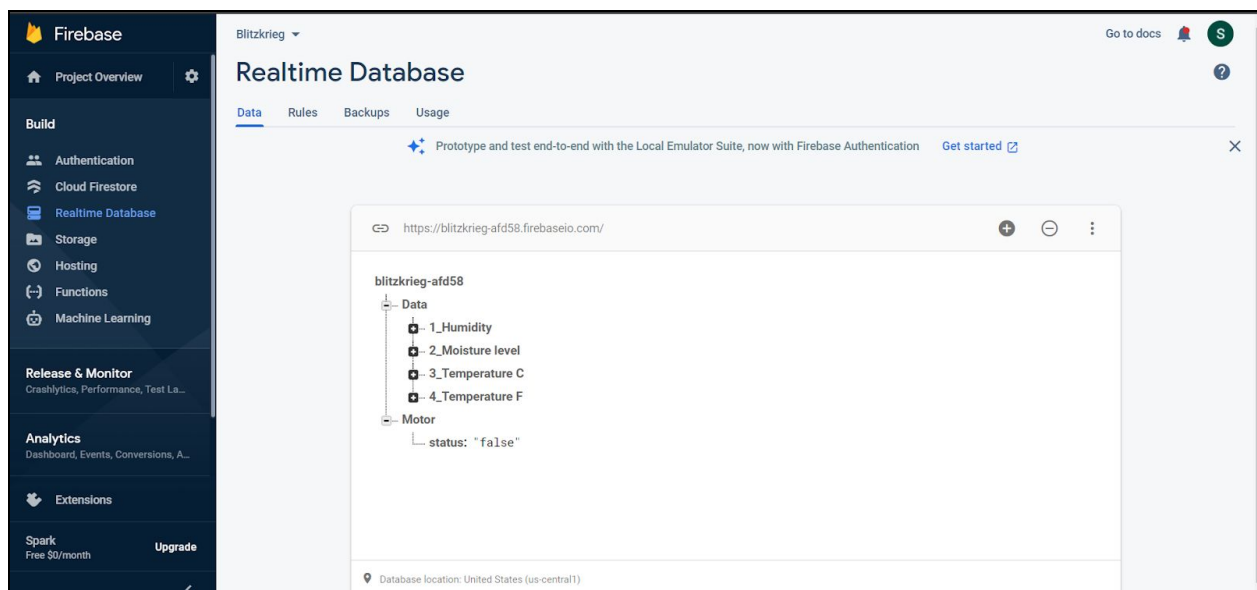 Firebase
Project Overview
Build
Authentication
Cloud Firestore
Realtime Database
Storage
Hosting
Functions
Machine Learning
Release & Monitor
Crashlytics, Performance, Test La...
Analytics
Dashboard, Events, Conversions, A...
Extensions
Spark
Free $0/month
Upgrade
Blitzkrieg
Go to docs
S
Realtime Database
Data Rules Backups Usage
Prototype and test end-to-end with the Local Emulator Suite, now with Firebase Authentication Get started
https://blitzkrieg-afd58.firebaseio.com/
blitzkrieg-afd58
Data
1_Humidity
2_Moisture level
3_Temperature C
4_Temperature F
Motor
status: "false"
Database location: United States (us-central1)